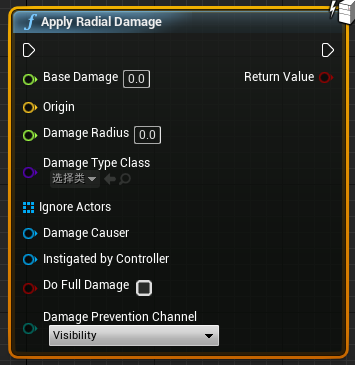 f Apply Radial Damage
Base Damage 0.0 Return Value
Origin
Damage Radius 0.0
Damage Type Class
选择类
Ignore Actors
Damage Causer
Instigated by Controller
Do Full Damage
Damage Prevention Channel
Visibility